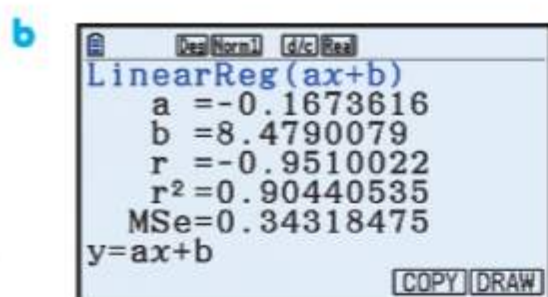 b
Deg Norm1 d/c Real
LinearReg(ax+b)
a =-0.1673616
b =8.4790079
r =-0.9510022
r²=0.90440535
MSe=0.34318475
y=ax+b
COPY DRAW